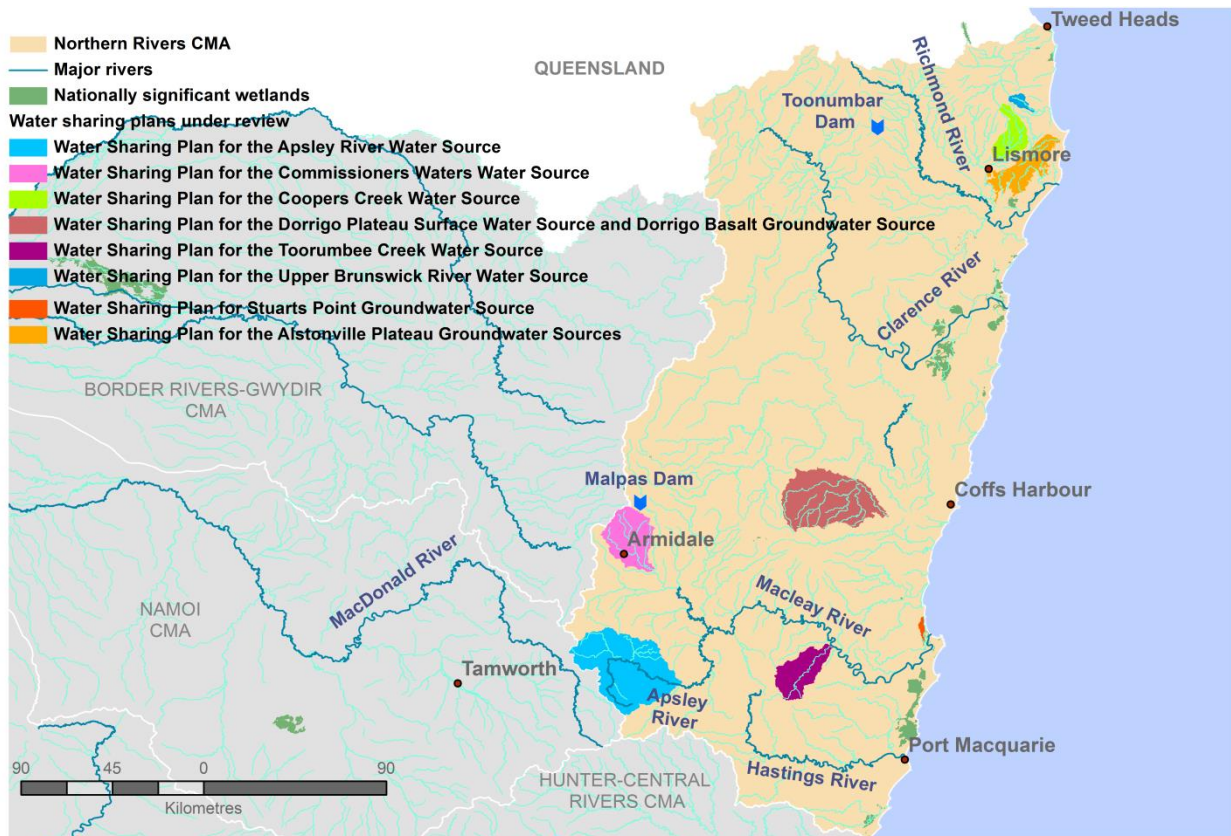 Tweed Heads
Northern Rivers CMA
Major rivers
Nationally significant wetlands
Water sharing plans under review
Water Sharing Plan for the Apsley River Water Source
Water Sharing Plan for the Commissioners Waters Water Source
Water Sharing Plan for the Coopers Creek Water Source
Water Sharing Plan for the Dorrigo Plateau Surface Water Source and Dorrigo Basalt Groundwater Source
Water Sharing Plan for the Toorumbee Creek Water Source
Water Sharing Plan for the Upper Brunswick River Water Source
Water Sharing Plan for Stuarts Point Groundwater Source
Water Sharing Plan for the Alstonville Plateau Groundwater Sources
QUEENSLAND
Richmond River
Toonumbar
Dam
Lismore
Clarence River
BORDER RIVERS-GWYDIR
CMA
Malpas Dam
Coffs Harbour
Armidale
MacDonald River
Macleay River
NAMOI
CMA
Tamworth
Apsley
River
Port Macquarie
Hastings River
HUNTER-CENTRAL
RIVERS CMA
90 45 0 90
Kilometres